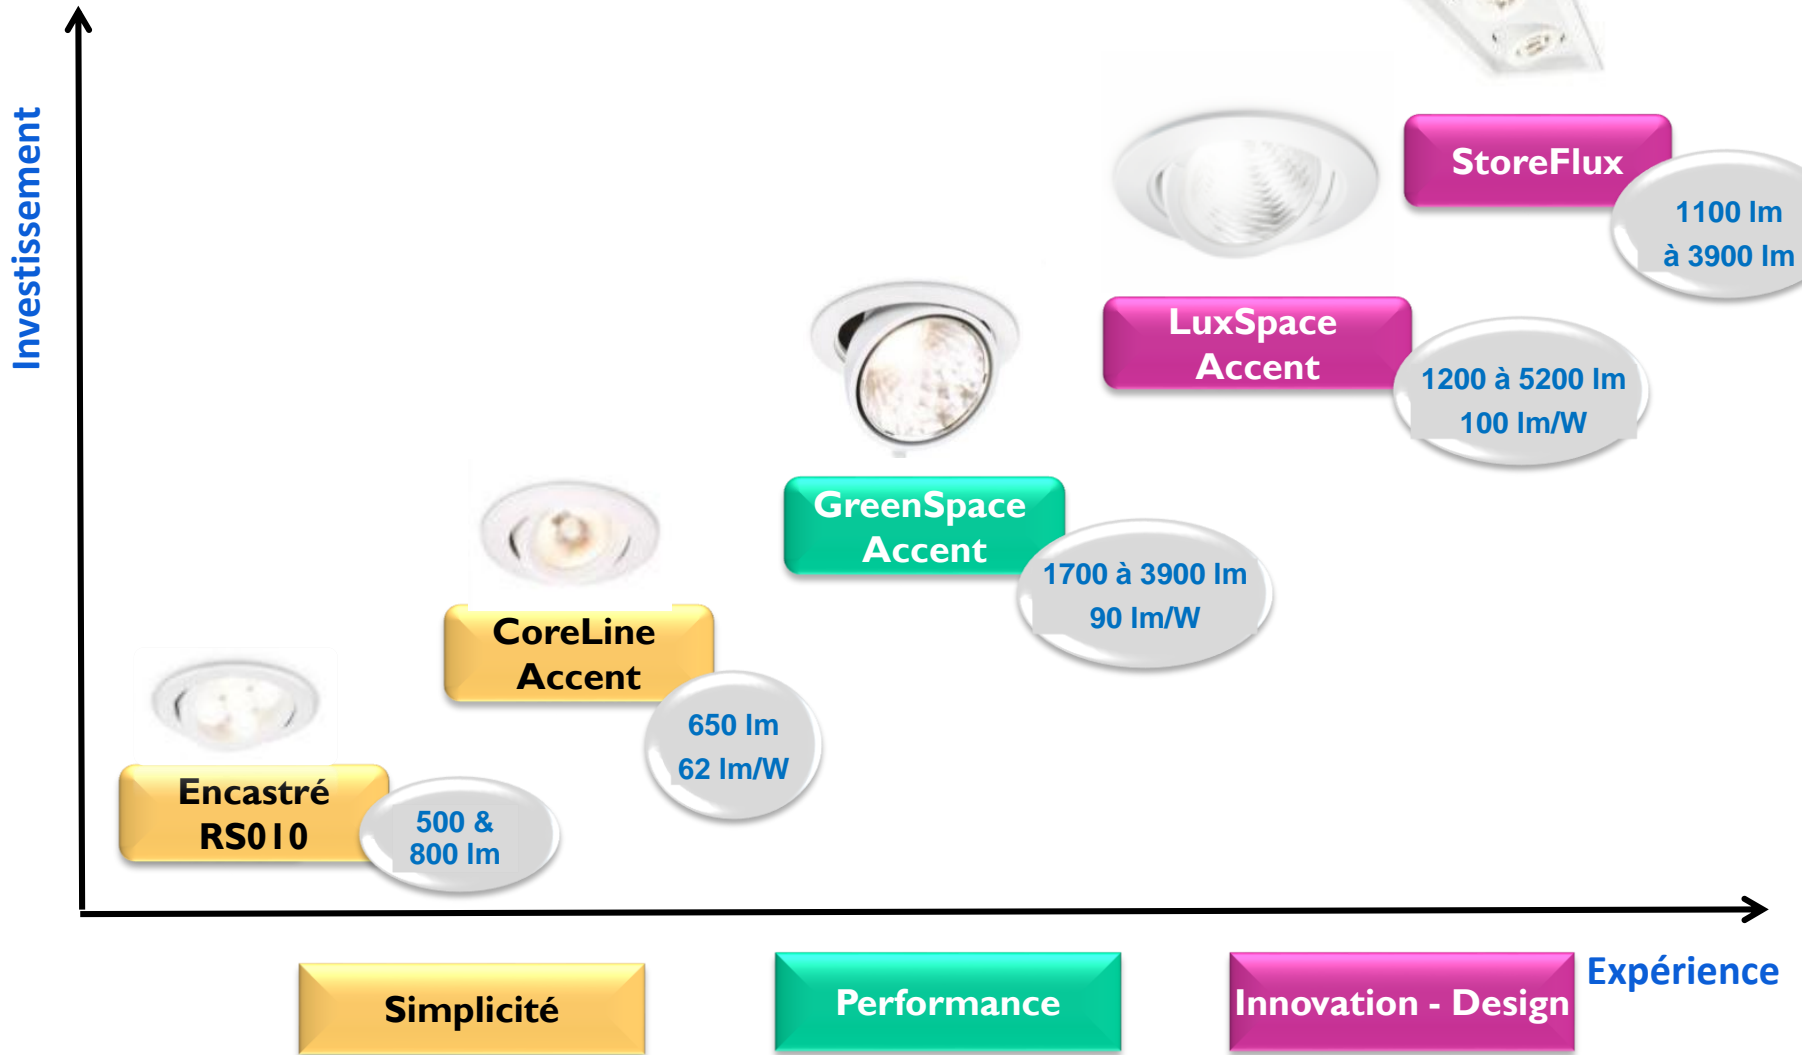 Investissement
StoreFlux
1100 lm
à 3900 lm
LuxSpace
Accent
1200 à 5200 lm
100 lm/W
GreenSpace
Accent
1700 à 3900 lm
90 lm/W
CoreLine
Accent
650 lm
62 lm/W
Encastré
RS010
500 &
800 lm
Expérience
Simplicité
Performance
Innovation - Design